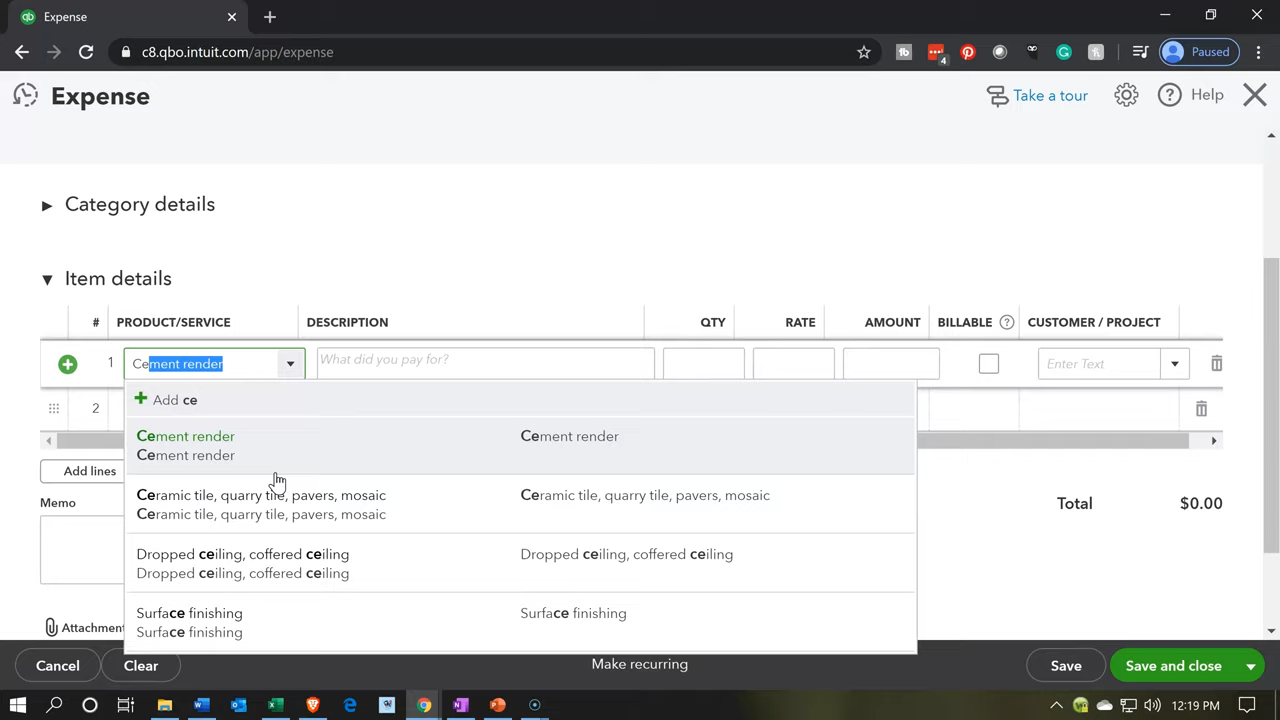 Expense
c8.qbo.intuit.com/app/expense
4
Paused
Expense
Take a tour
Help
Category details
Item details
# PRODUCT/SERVICE DESCRIPTION QTY RATE AMOUNT BILLABLE ? CUSTOMER / PROJECT
1 Cement render What did you pay for? Enter Text
Add ce
2
Cement render Cement render
Cement render
Add lines
Ceramic tile, quarry tile, pavers, mosaic Ceramic tile, quarry tile, pavers, mosaic
Ceramic tile, quarry tile, pavers, mosaic
Memo
Total $0.00
Dropped ceiling, coffered ceiling Dropped ceiling, coffered ceiling
Dropped ceiling, coffered ceiling
Surface finishing Surface finishing
Surface finishing
Attachment
Cancel Clear Make recurring Save Save and close
12:19 PM